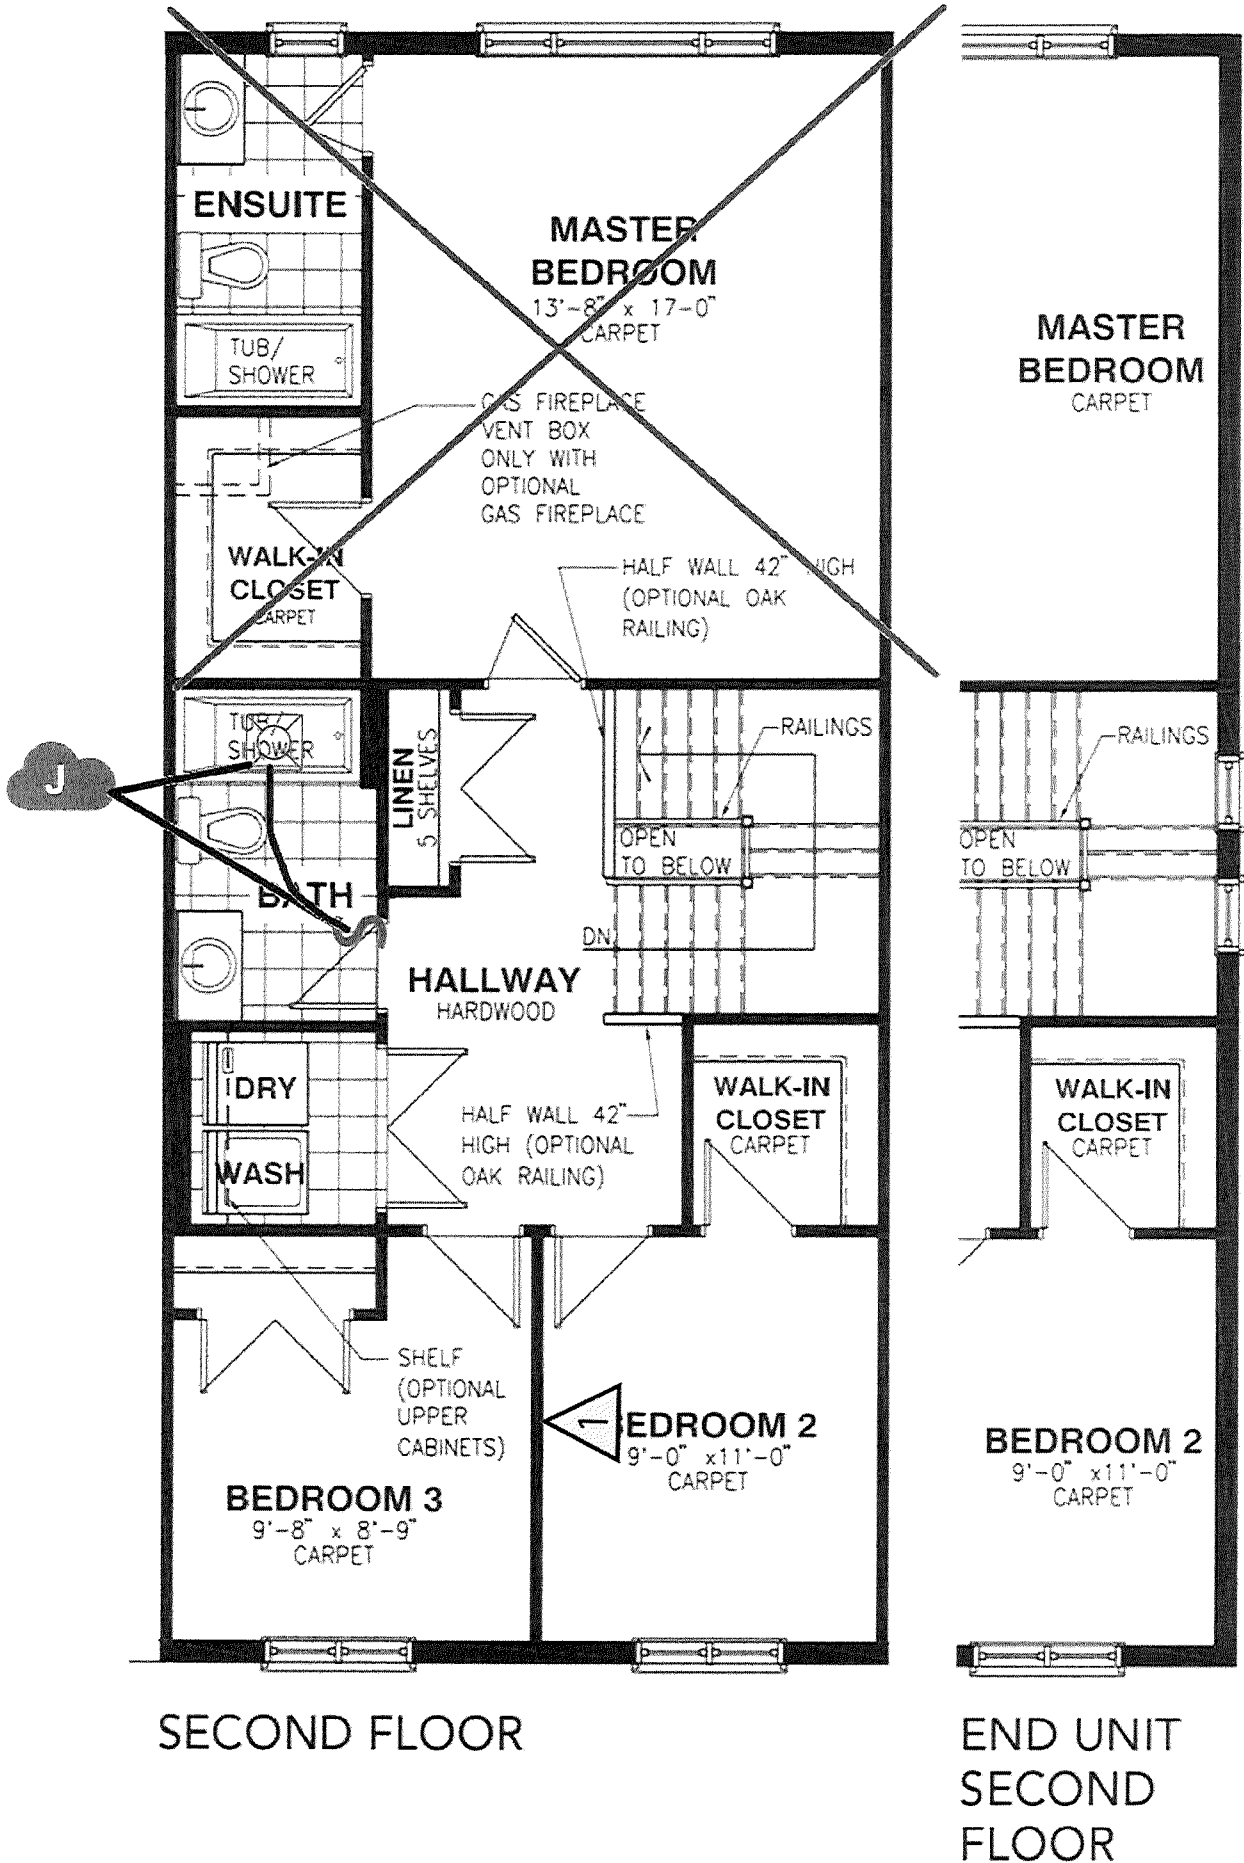 ENSUITE
MASTER
BEDROOM
13'-8" x 17-0"
CARPET
TUB/
SHOWER
GAS FIREPLACE
VENT BOX
ONLY WITH
OPTIONAL
GAS FIREPLACE
WALK-IN
CLOSET
CARPET
HALF WALL 42" HIGH
(OPTIONAL OAK
RAILING)
MASTER
BEDROOM
CARPET
J
TUB/
SHOWER
LINEN
5 SHELVES
RAILINGS
OPEN
TO BELOW
BATH
DN
HALLWAY
HARDWOOD
RAILINGS
OPEN
TO BELOW
DRY
WASH
HALF WALL 42"
HIGH (OPTIONAL
OAK RAILING)
WALK-IN
CLOSET
CARPET
WALK-IN
CLOSET
CARPET
SHELF
(OPTIONAL
UPPER
CABINETS)
BEDROOM 3
9'-8" x 8'-9"
CARPET
1
BEDROOM 2
9'-0" x11'-0"
CARPET
BEDROOM 2
9'-0" x11'-0"
CARPET
SECOND FLOOR
END UNIT
SECOND
FLOOR